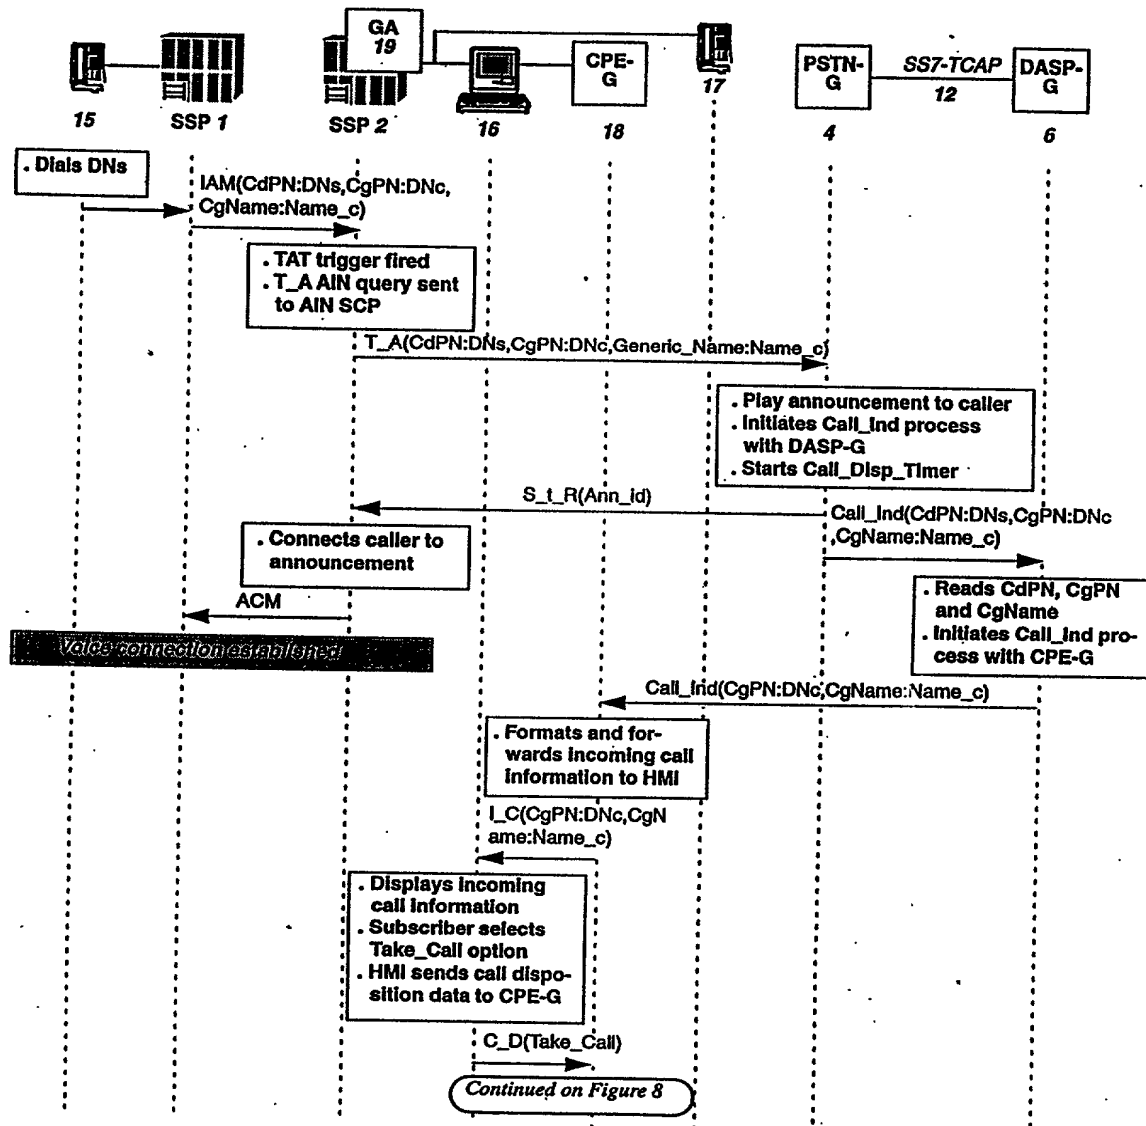 GA
19
CPE-
G
17
PSTN-
G
SS7-TCAP
12
DASP-
G
15
SSP 1
SSP 2
16
18
4
6
. Dials DNs
IAM(CdPN:DNs,CgPN:DNc,
CgName:Name_c)
. TAT trigger fired
. T_A AIN query sent
to AIN SCP
T_A(CdPN:DNs,CgPN:DNc,Generic_Name:Name_c)
. Play announcement to caller
. Initiates Call_Ind process
with DASP-G
. Starts Call_Disp_Timer
S_t_R(Ann_id)
Call_Ind(CdPN:DNs,CgPN:DNc
,CgName:Name_c)
. Connects caller to
announcement
ACM
. Reads CdPN, CgPN
and CgName
. Initiates Call_Ind pro-
cess with CPE-G
Voice connection established
Call_Ind(CgPN:DNc,CgName:Name_c)
. Formats and for-
wards incoming call
information to HMI
I_C(CgPN:DNc,CgN
ame:Name_c)
. Displays incoming
call information
. Subscriber selects
Take_Call option
. HMI sends call dispo-
sition data to CPE-G
C_D(Take_Call)
Continued on Figure 8